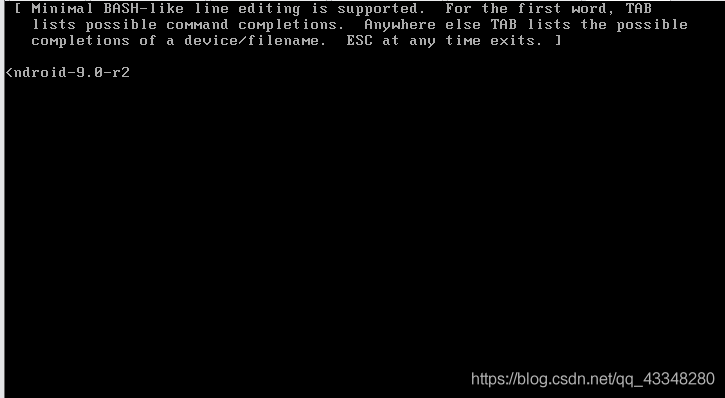 [ Minimal BASH-like line editing is supported.  For the first word, TAB
lists possible command completions.  Anywhere else TAB lists the possible
completions of a device/filename.  ESC at any time exits. ]
<ndroid-9.0-r2
https://blog.csdn.net/qq_43348280